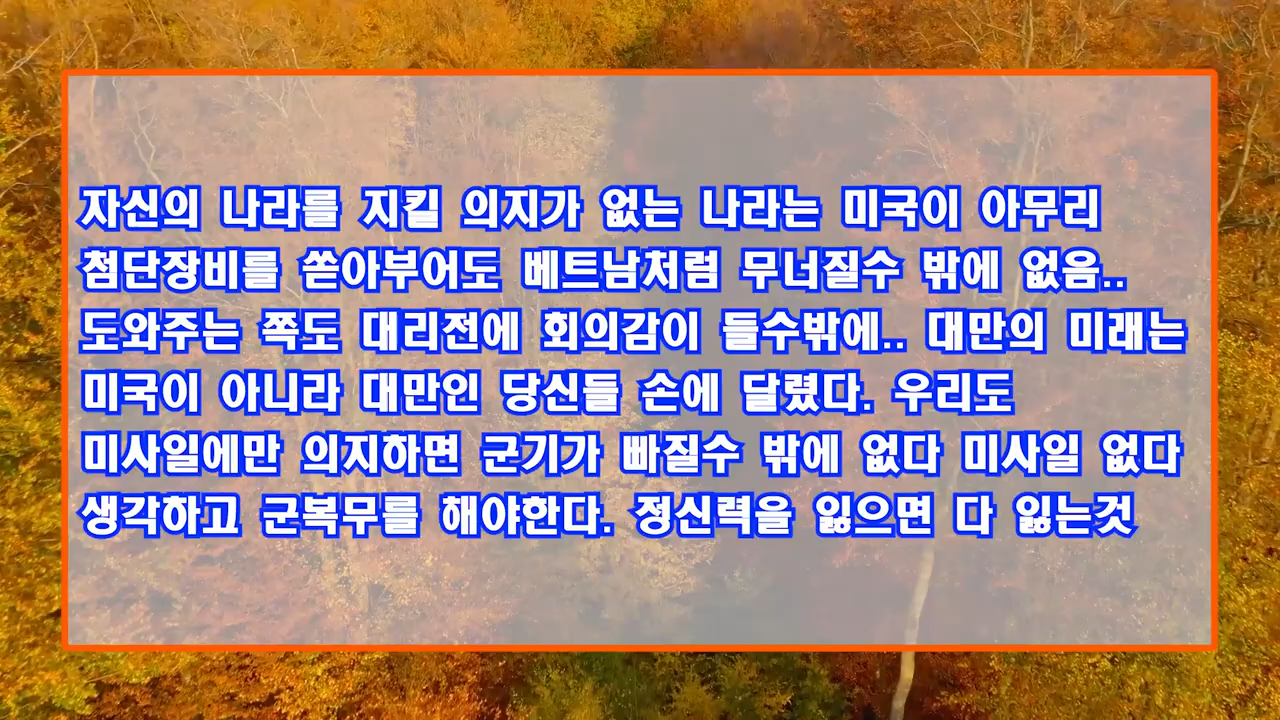 자신의 나라를 지킬 의지가 없는 나라는 미국이 아무리
첨단장비를 쏟아부어도 베트남처럼 무너질수 밖에 없음..
도와주는 쪽도 대리전에 회의감이 들수밖에.. 대만의 미래는
미국이 아니라 대만인 당신들 손에 달렸다. 우리도
미사일에만 의지하면 군기가 빠질수 밖에 없다 미사일 없다
생각하고 군복무를 해야한다. 정신력을 잃으면 다 잃는것